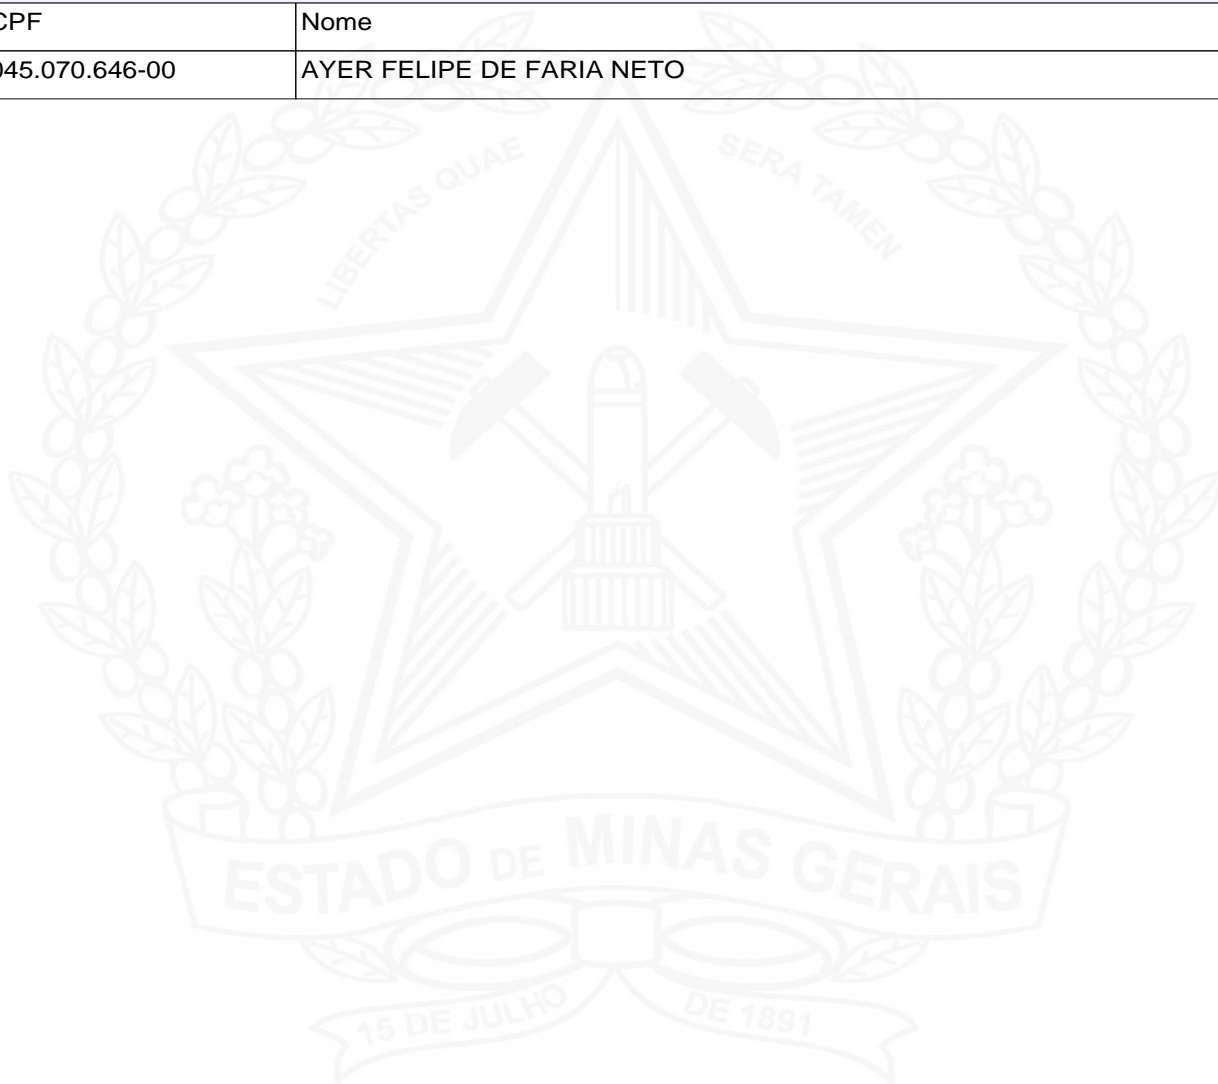 CPF Nome
045.070.646-00 AYER FELIPE DE FARIA NETO
LIBERTAS QUAE SERA TAMEN
ESTADO DE MINAS GERAIS
15 DE JULHO DE 1891